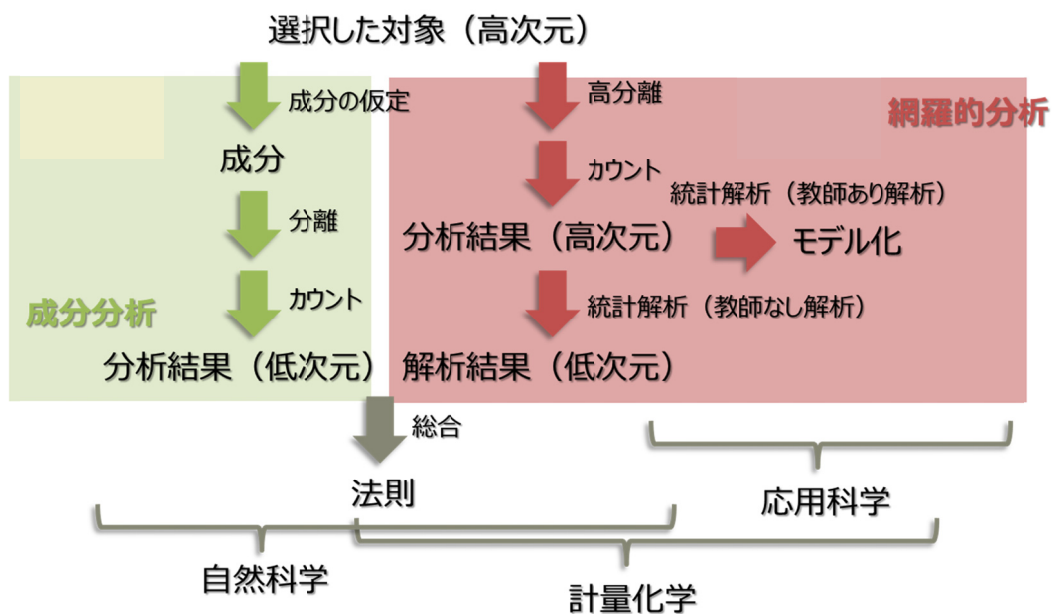 選択した対象（高次元）
成分の仮定
高分離
網羅的分析
成分
カウント
統計解析（教師あり解析）
分離
分析結果（高次元）
モデル化
成分分析
カウント
統計解析（教師なし解析）
分析結果（低次元）
解析結果（低次元）
総合
法則
応用科学
自然科学
計量化学